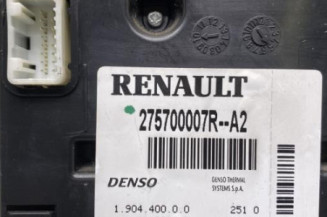 RENAULT
275700007R--A2
DENSO
DENSO THERMAL
SYSTEMS S.p.A.
1.904.400.0.0 251 0